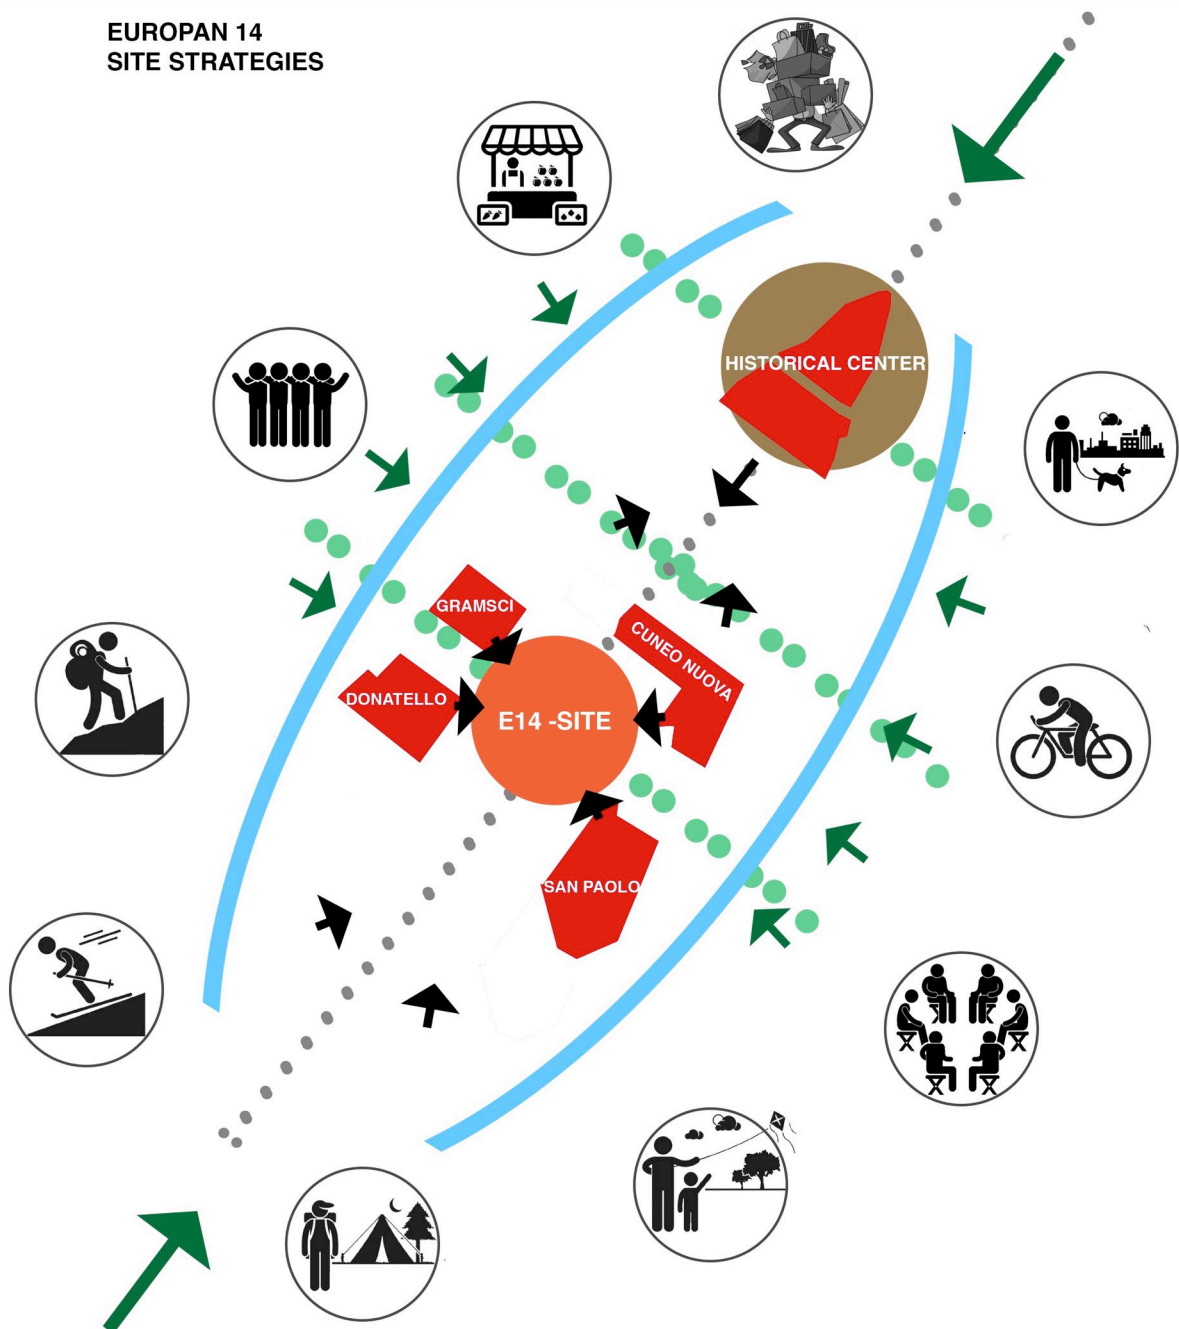 EUROPAN 14
SITE STRATEGIES
HISTORICAL CENTER
GRAMSCI
CUNEO NUOVA
DONATELLO
E14 -SITE
SAN PAOLO